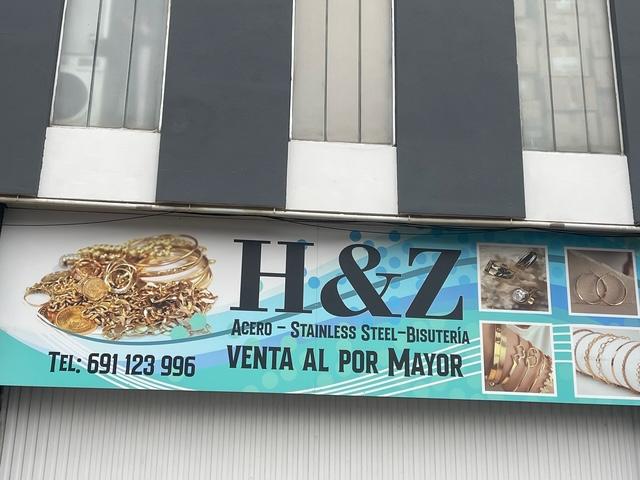 H&Z
Acero - Stainless Steel-Bisutería
VENTA AL POR MAYOR
TEL: 691 123 996